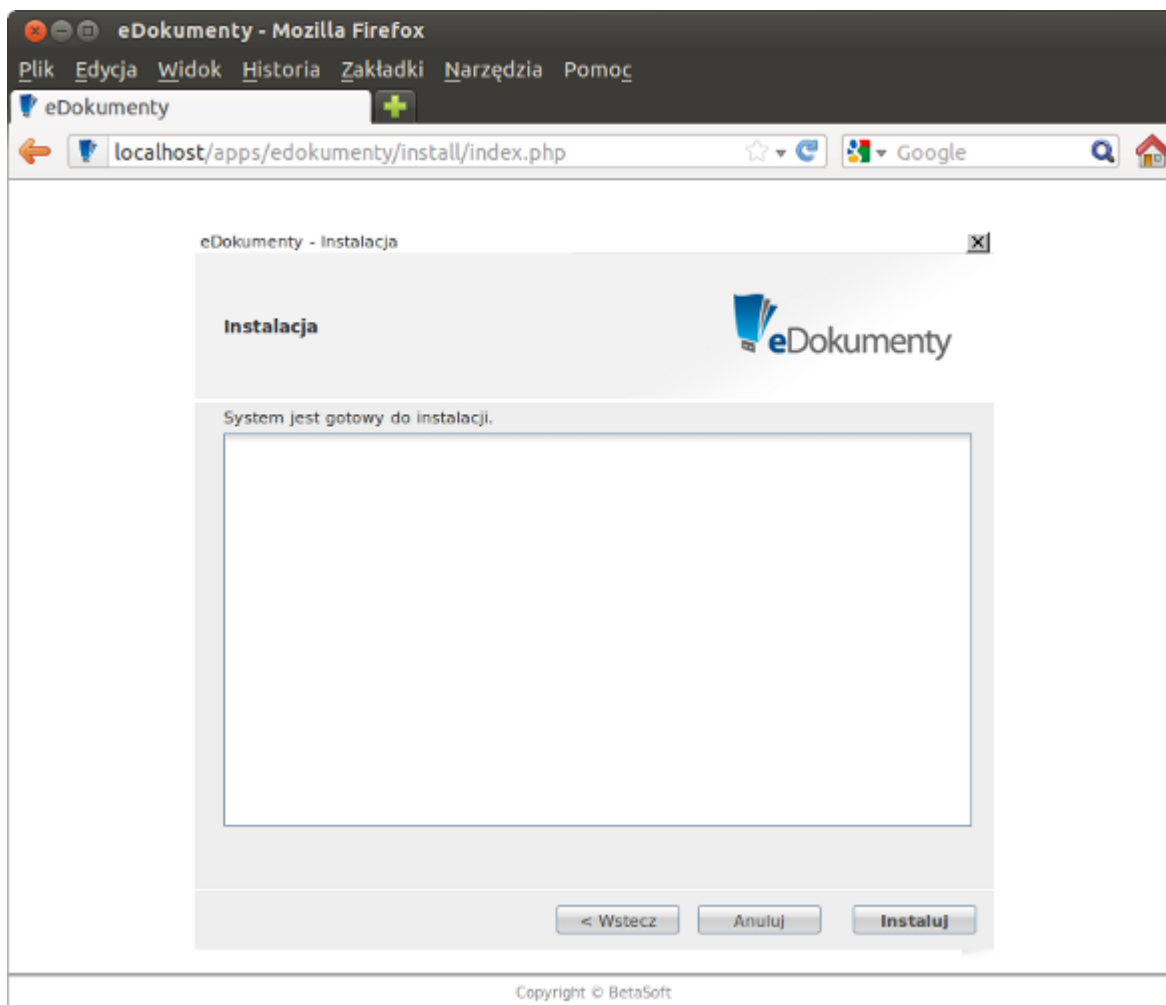 eDokumenty - Mozilla Firefox
Plik Edycja Widok Historia Zakładki Narzędzia Pomoc
eDokumenty
localhost/apps/edokumenty/install/index.php Google
eDokumenty - Instalacja
Instalacja
eDokumenty
System jest gotowy do instalacji.
< Wstecz Anuluj Instaluj
Copyright © BetaSoft